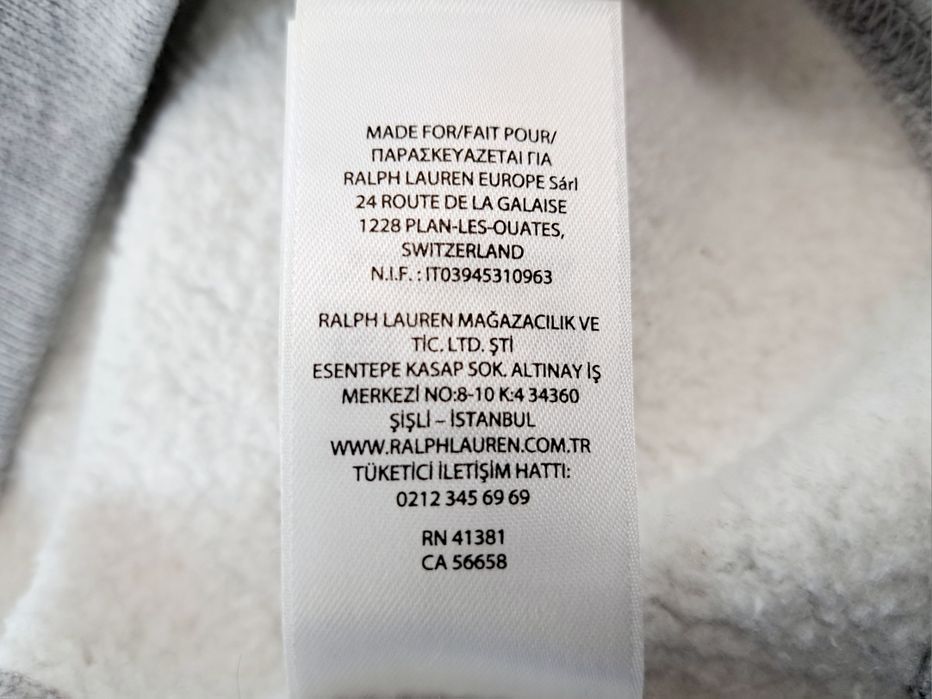 MADE FOR/FAIT POUR/
ΠΑΡΑΣΚΕΥΑΖΕΤΑΙ ΓΙΑ
RALPH LAUREN EUROPE Sárl
24 ROUTE DE LA GALAISE
1228 PLAN-LES-OUATES,
SWITZERLAND
N.I.F. : IT03945310963
RALPH LAUREN MAĞAZACILIK VE
TİC. LTD. ŞTİ
ESENTEPE KASAP SOK. ALTINAY İŞ
MERKEZİ NO:8-10 K:4 34360
ŞİŞLİ – İSTANBUL
WWW.RALPHLAUREN.COM.TR
TÜKETİCİ İLETİŞİM HATTI:
0212 345 69 69
RN 41381
CA 56658